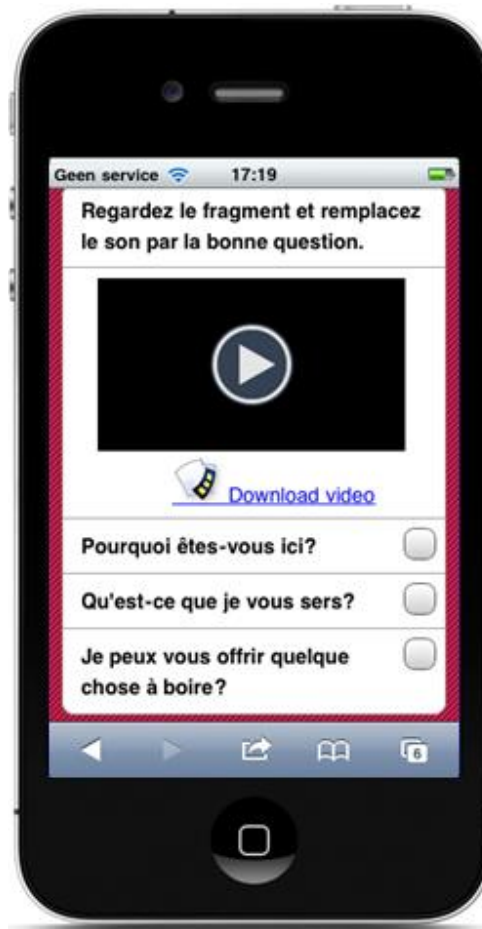 Geen service 17:19
Regardez le fragment et remplacez
le son par la bonne question.
Download video
Pourquoi êtes-vous ici?
Qu'est-ce que je vous sers?
Je peux vous offrir quelque
chose à boire?
6